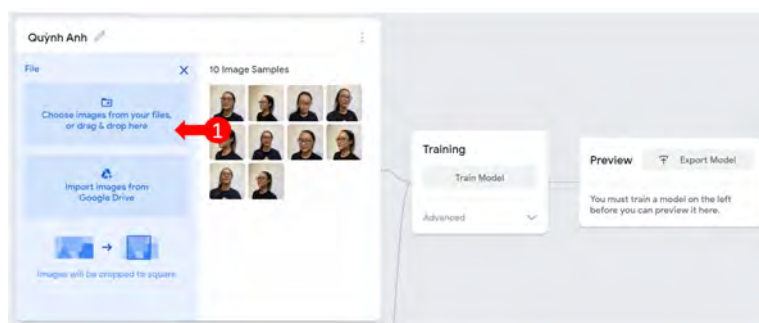 Quỳnh Anh
File
10 Image Samples
Choose images from your files,
or drag & drop here
1
Import images from
Google Drive
Images will be cropped to square
Training
Train Model
Advanced
Preview
Export Model
You must train a model on the left
before you can preview it here.